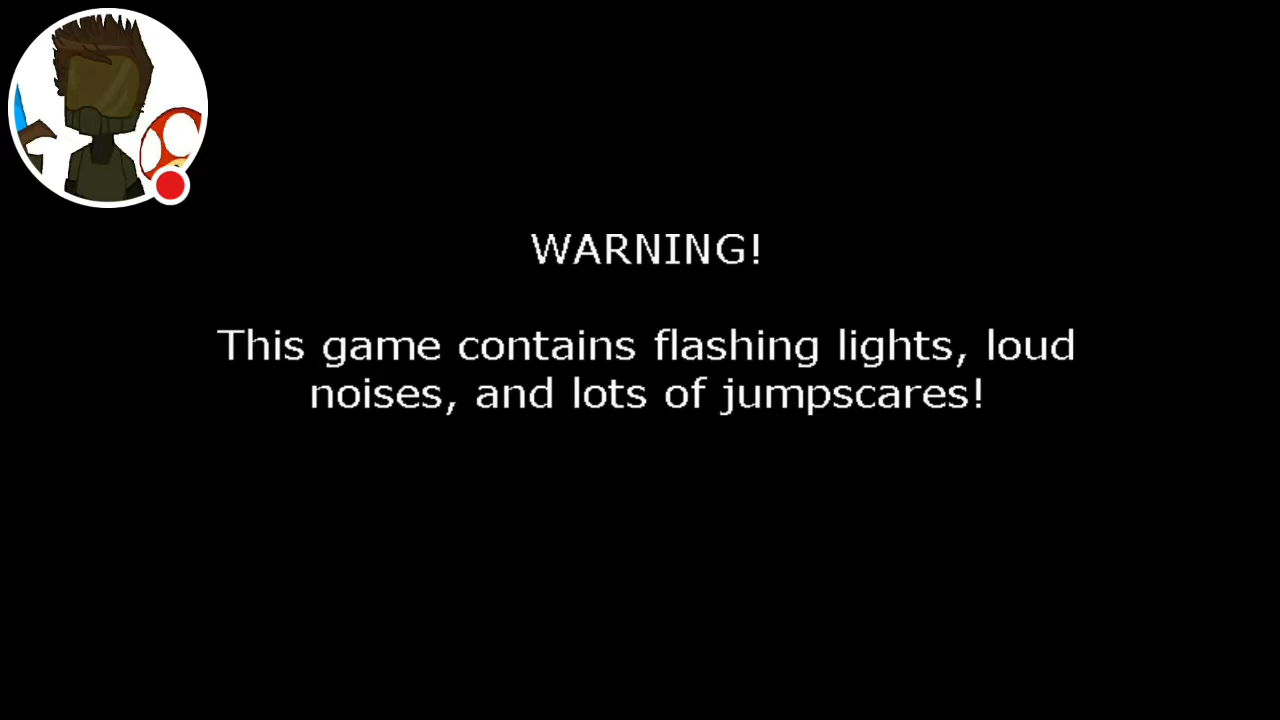 WARNING!
This game contains flashing lights, loud
noises, and lots of jumpscares!